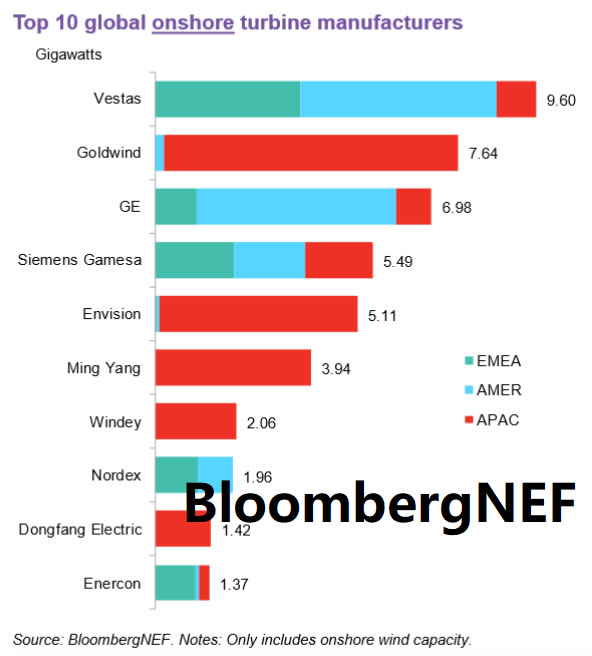 Top 10 global onshore turbine manufacturers
Gigawatts
Vestas 9.60
Goldwind 7.64
GE 6.98
Siemens Gamesa 5.49
Envision 5.11
Ming Yang 3.94
EMEA
AMER
APAC
Windey 2.06
Nordex 1.96
BloombergNEF
Dongfang Electric 1.42
Enercon 1.37
Source: BloombergNEF. Notes: Only includes onshore wind capacity.